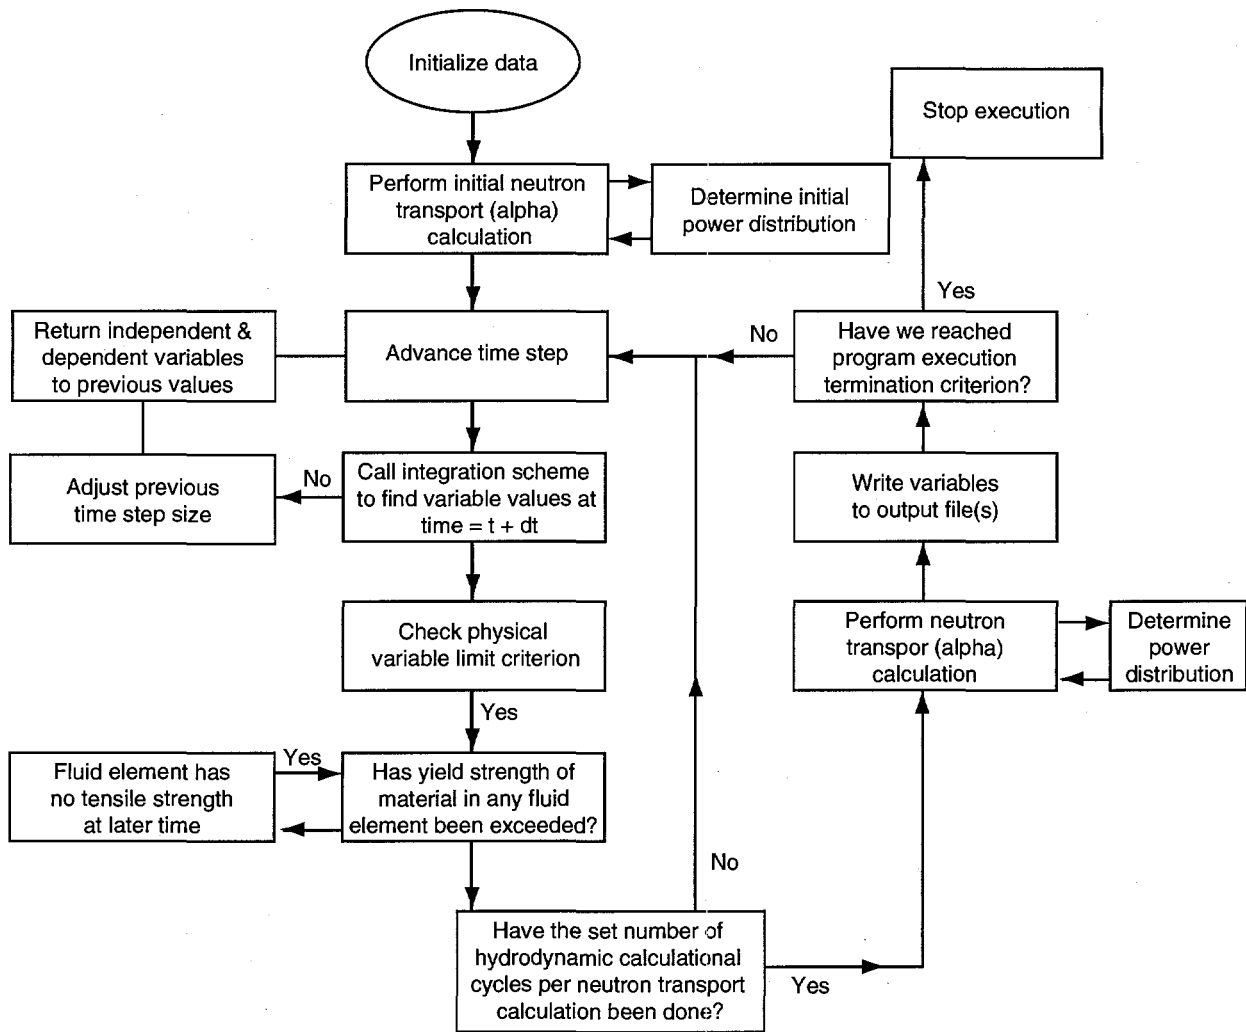 Initialize data
Stop execution
Perform initial neutron
transport (alpha)
calculation
Determine initial
power distribution
Yes
Return independent &
dependent variables
to previous values
Advance time step
No
Have we reached
program execution
termination criterion?
Adjust previous
time step size
No
Call integration scheme
to find variable values at
time = t + dt
Write variables
to output file(s)
Check physical
variable limit criterion
Perform neutron
transpor (alpha)
calculation
Determine
power
distribution
Yes
Fluid element has
no tensile strength
at later time
Yes
Has yield strength of
material in any fluid
element been exceeded?
No
Have the set number of
hydrodynamic calculational
cycles per neutron transport
calculation been done?
Yes